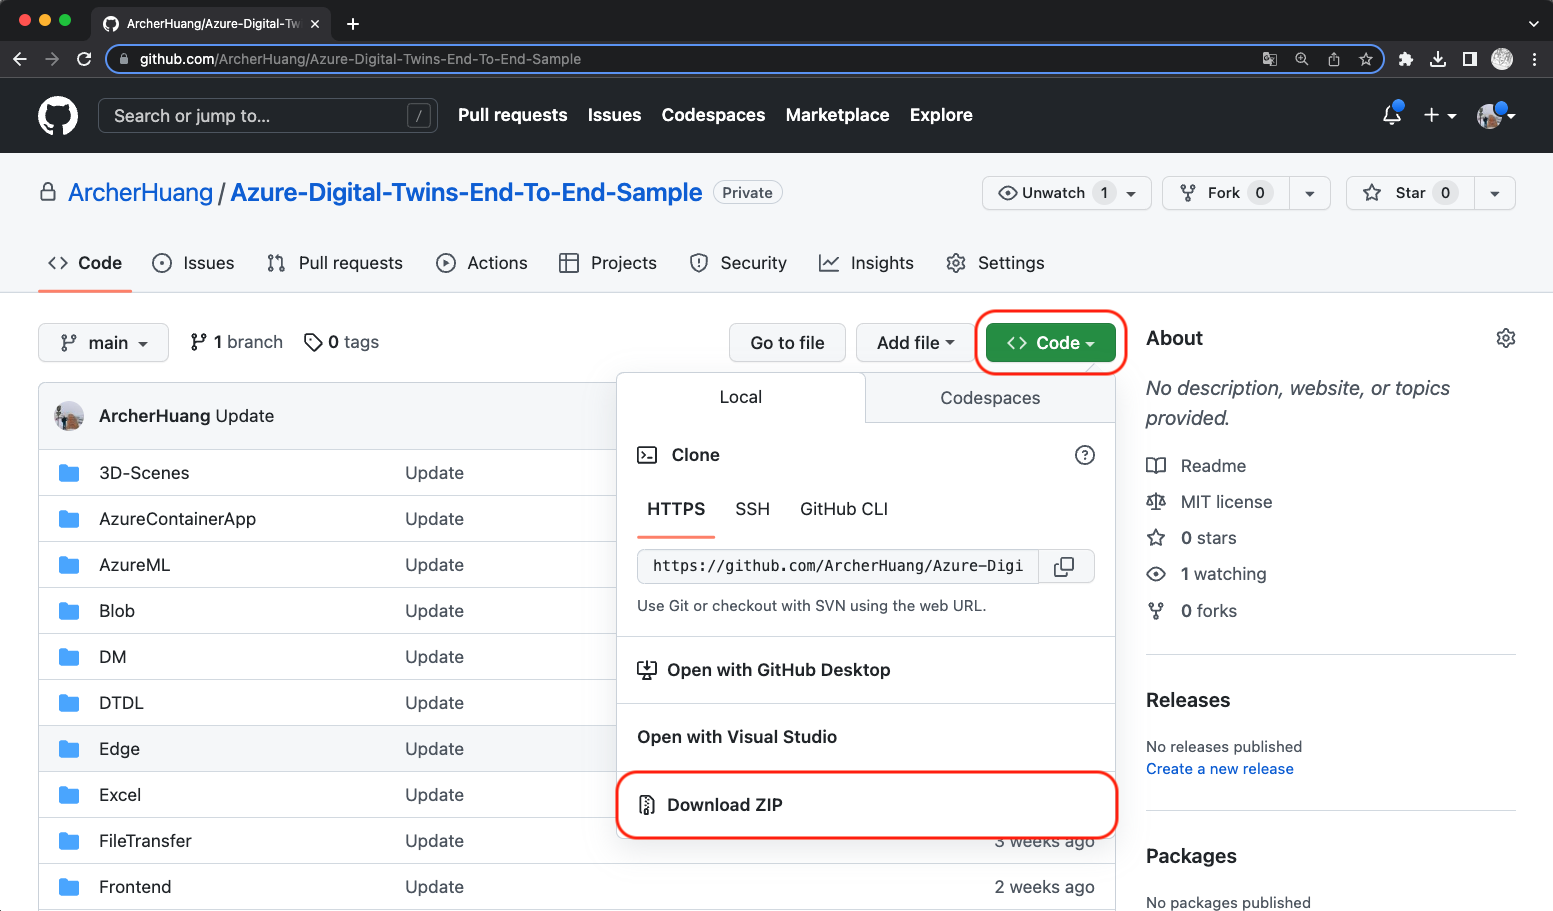 ArcherHuang/Azure-Digital-Tw
github.com/ArcherHuang/Azure-Digital-Twins-End-To-End-Sample
Search or jump to... /
Pull requests Issues Codespaces Marketplace Explore
ArcherHuang / Azure-Digital-Twins-End-To-End-Sample Private
Unwatch 1 Fork 0 Star 0
Code Issues Pull requests Actions Projects Security Insights Settings
main 1 branch 0 tags Go to file Add file Code
ArcherHuang Update
3D-Scenes Update
AzureContainerApp Update
AzureML Update
Blob Update
DM Update
DTDL Update
Edge Update
Excel Update
FileTransfer Update 3 weeks ago
Frontend Update 2 weeks ago
Local Codespaces
Clone
HTTPS SSH GitHub CLI
https://github.com/ArcherHuang/Azure-Digi
Use Git or checkout with SVN using the web URL.
Open with GitHub Desktop
Open with Visual Studio
Download ZIP
About
No description, website, or topics
provided.
Readme
MIT license
0 stars
1 watching
0 forks
Releases
No releases published
Create a new release
Packages
No packages published